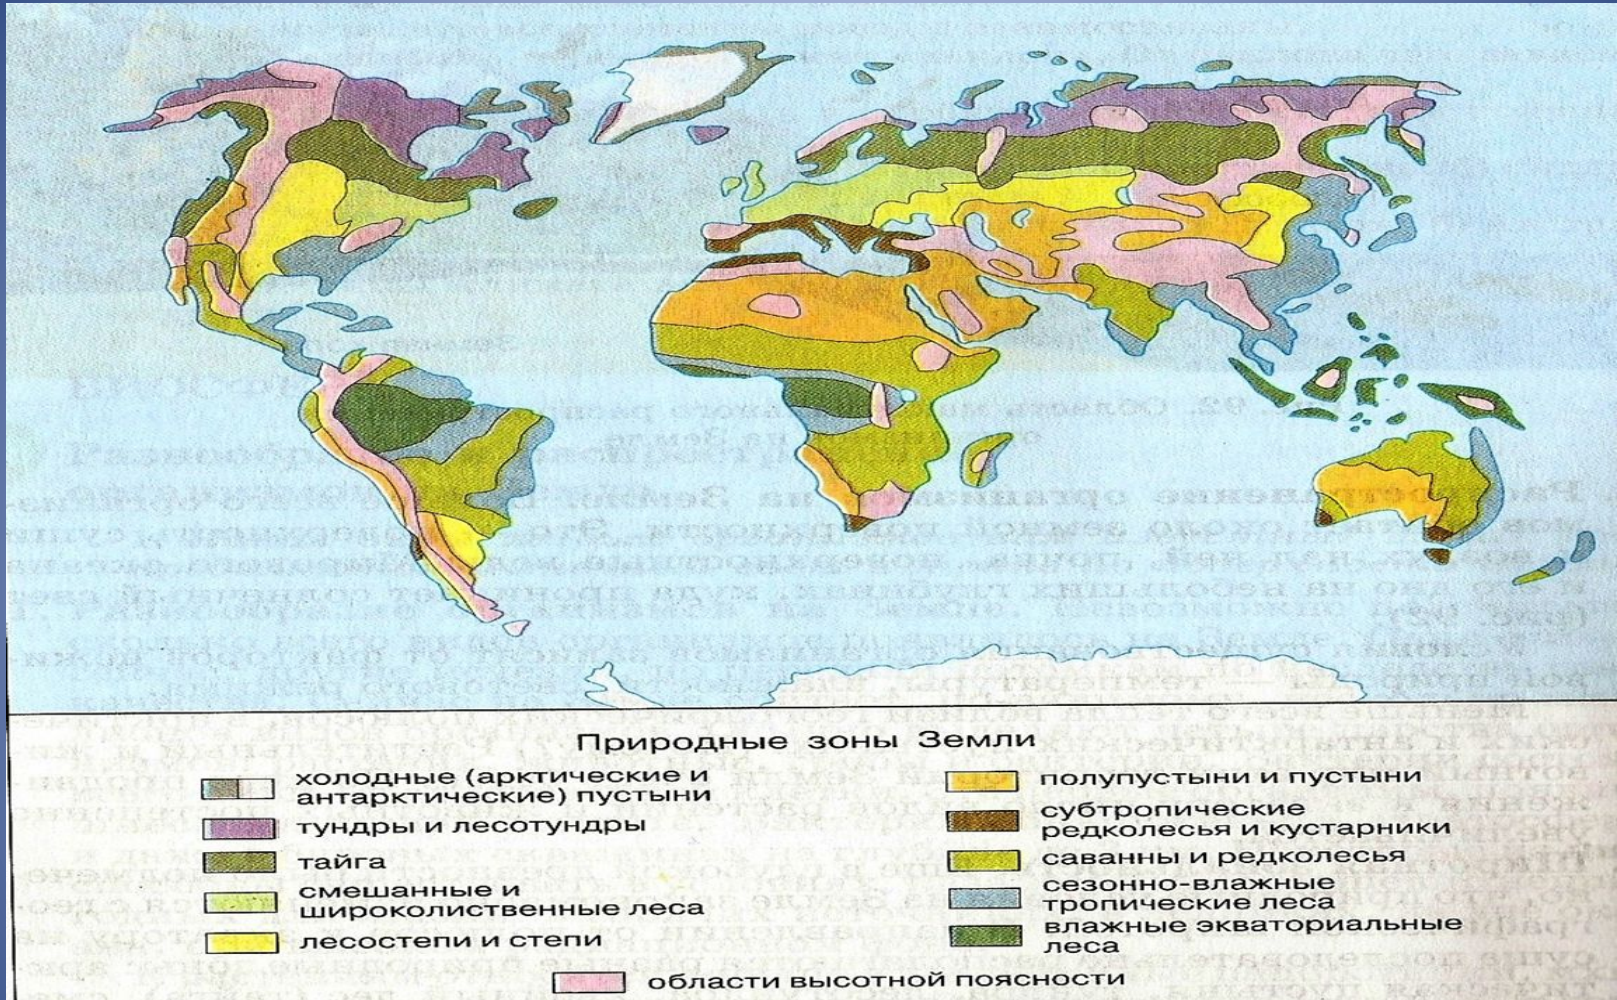 Природные зоны Земли
холодные (арктические и
антарктические) пустыни
тундры и лесотундры
тайга
смешанные и
широколиственные леса
лесостепи и степи
полупустыни и пустыни
субтропические
редколесья и кустарники
саванны и редколесья
сезонно-влажные
тропические леса
влажные экваториальные
леса
области высотной поясности